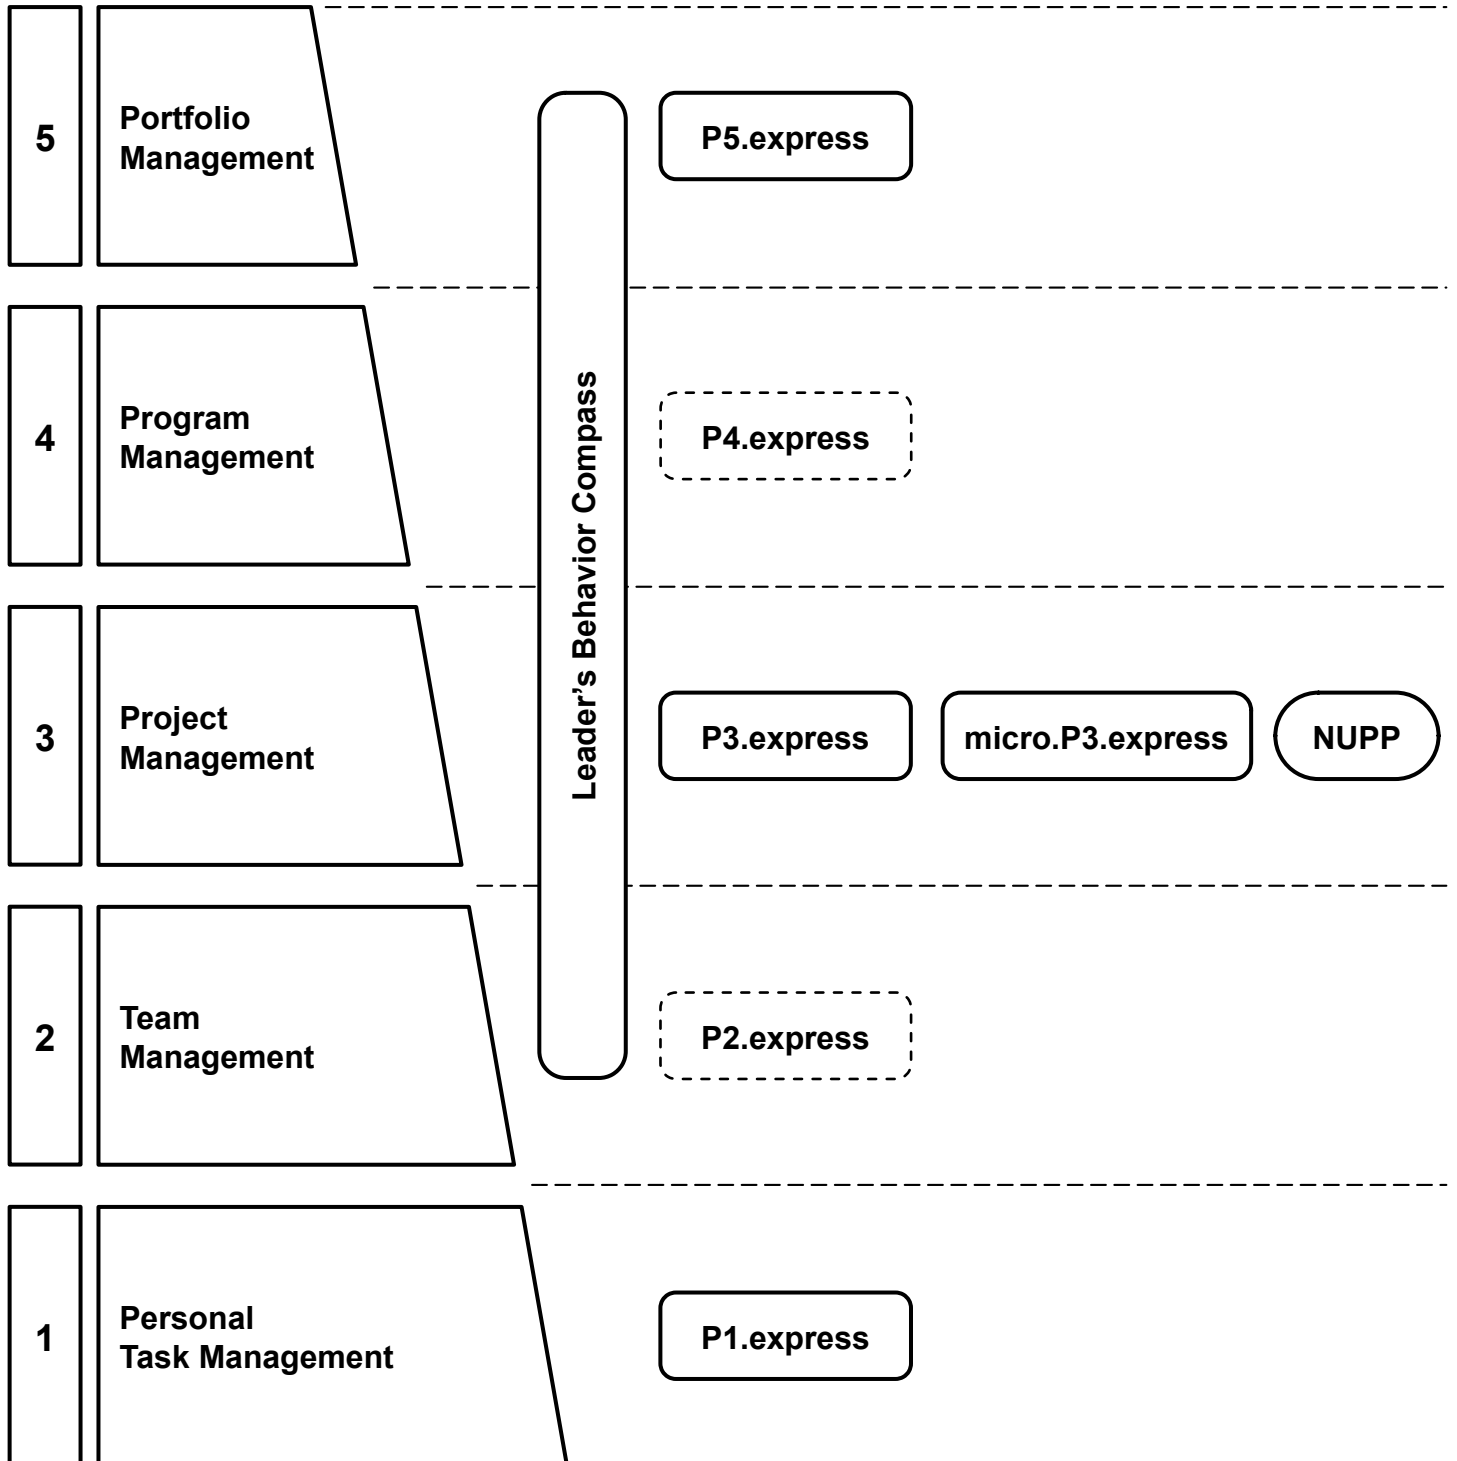 5
Portfolio
Management
P5.express
4
Program
Management
P4.express
Leader’s Behavior Compass
3
Project
Management
P3.express
micro.P3.express
NUPP
2
Team
Management
P2.express
1
Personal
Task Management
P1.express